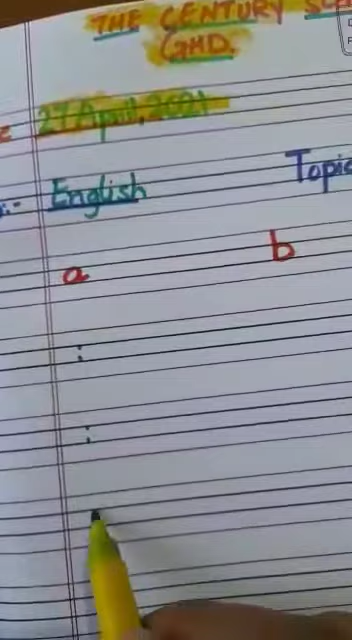 THE CENTURY
GHD.
27 April, 2021
English Topic
a b
:
: